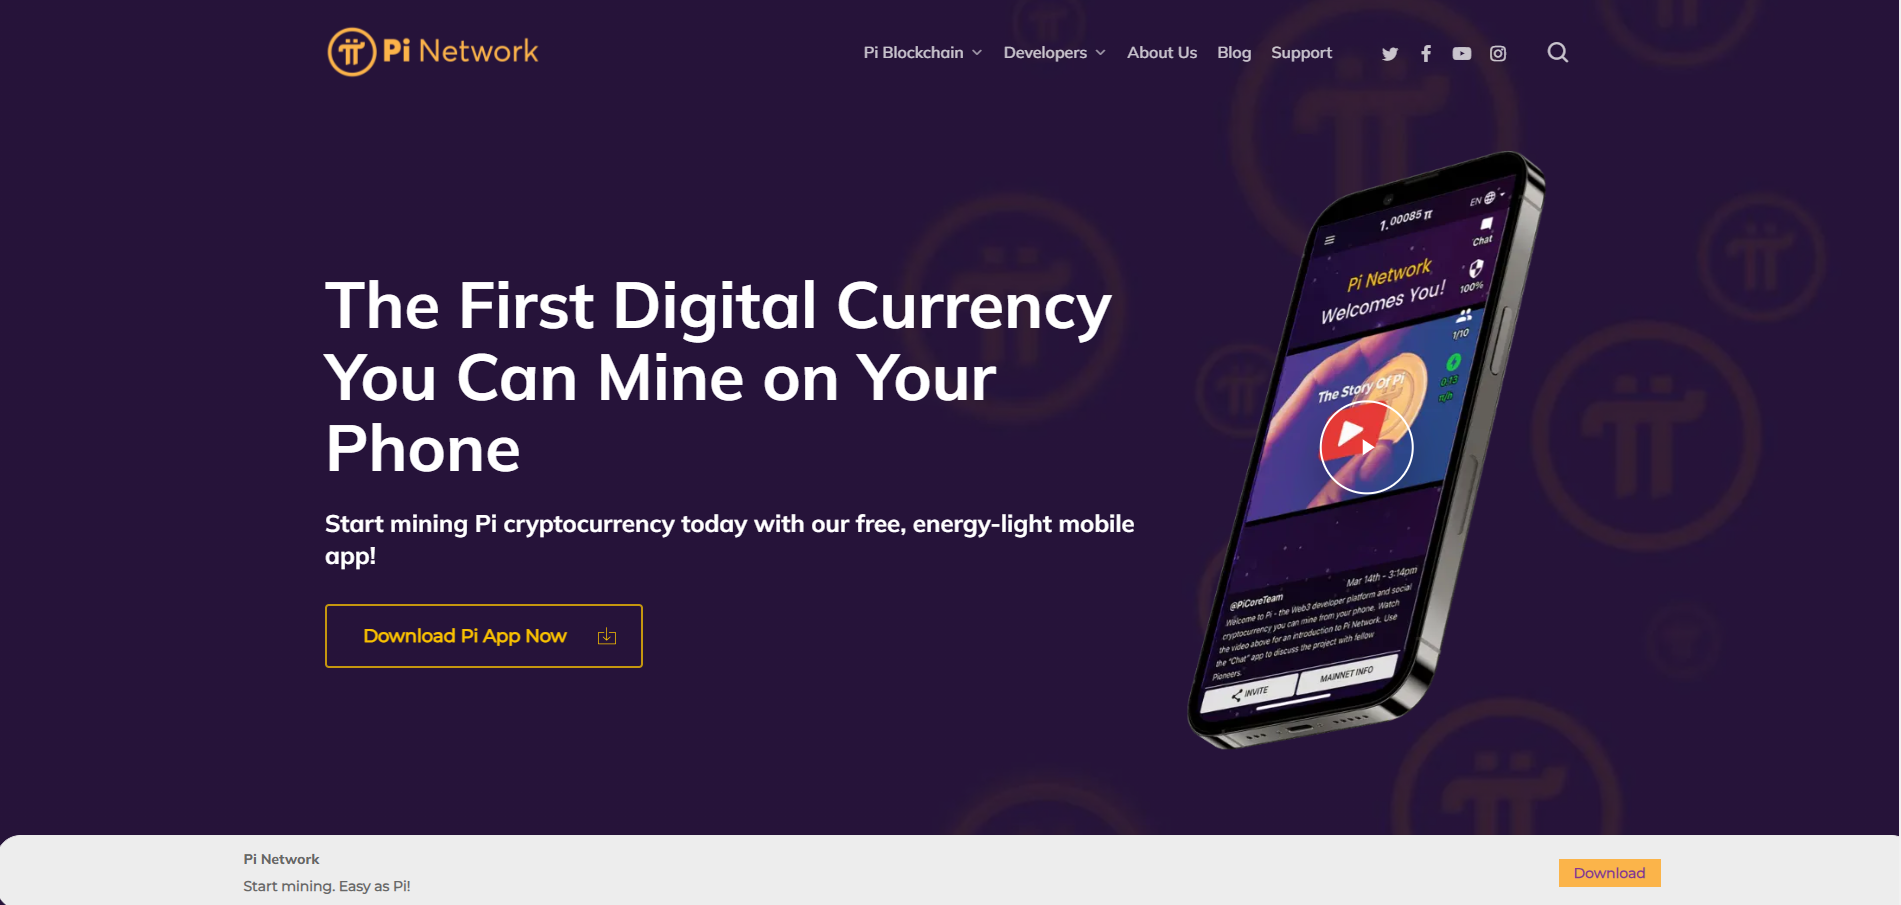 Pi Network
Pi Blockchain
Developers
About Us
Blog
Support
The First Digital Currency
You Can Mine on Your
Phone
Start mining Pi cryptocurrency today with our free, energy-light mobile
app!
Download Pi App Now
1.00085 π
EN
Chat
Pi Network
Welcomes You!
100%
1/10
The Story Of Pi
0.13
π/h
Mar 14th - 3:14pm
@PiCoreTeam
Welcome to Pi - the Web3 developer platform and social
cryptocurrency you can mine from your phone. Watch
the video above for an introduction to Pi Network. Use
the "Chat" app to discuss the project with fellow
Pioneers.
INVITE
MAINNET INFO
Pi Network
Start mining. Easy as Pi!
Download